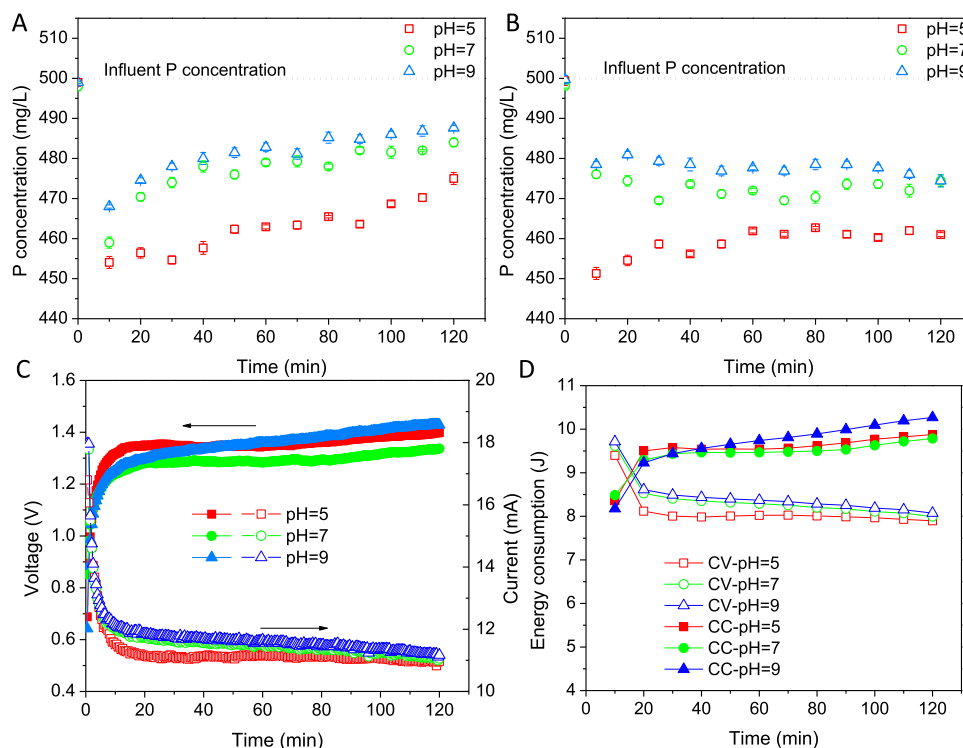 A
pH=5
pH=7
pH=9
Influent P concentration
P concentration (mg/L)
510
500
490
480
470
460
450
440
0
20
40
60
80
100
120
Time (min)
B
pH=5
pH=7
pH=9
Influent P concentration
P concentration (mg/L)
510
500
490
480
470
460
450
440
0
20
40
60
80
100
120
Time (min)
C
Voltage (V)
1.6
1.4
1.2
1.0
0.8
0.6
0.4
20
18
16
14
12
10
Current (mA)
pH=5
pH=7
pH=9
0
20
40
60
80
100
120
Time (min)
D
Energy consumption (J)
11
10
9
8
7
6
5
4
CV-pH=5
CV-pH=7
CV-pH=9
CC-pH=5
CC-pH=7
CC-pH=9
0
20
40
60
80
100
120
Time (min)